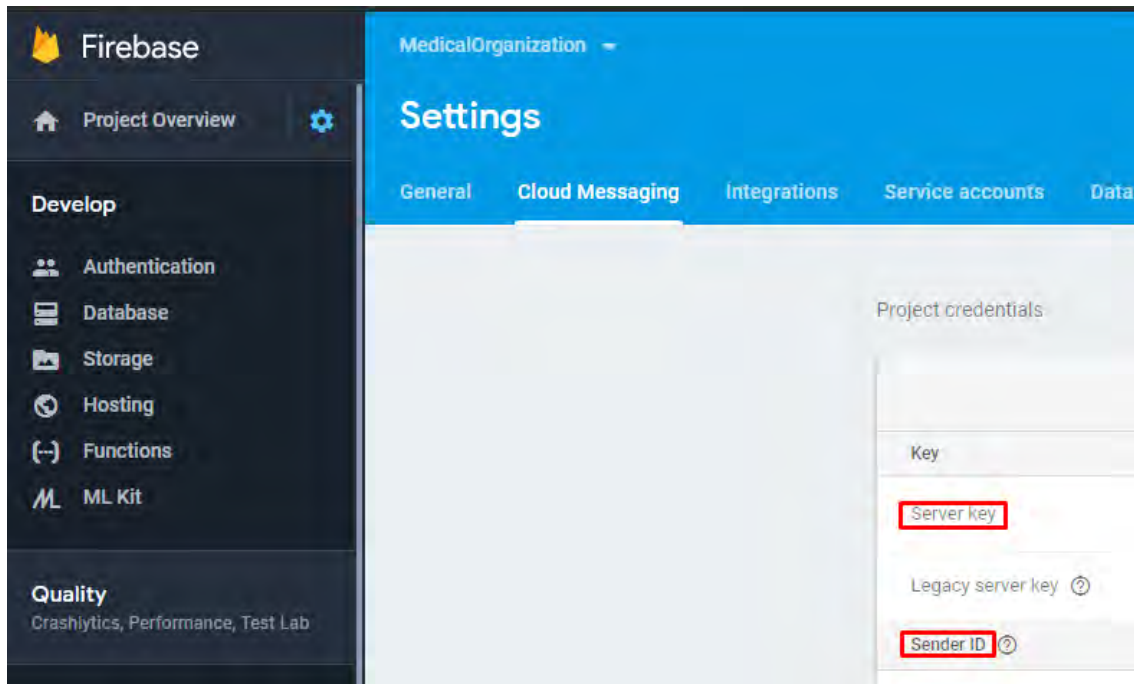 Firebase
Project Overview
Develop
Authentication
Database
Storage
Hosting
Functions
ML Kit
Quality
Crashlytics, Performance, Test Lab
MedicalOrganization
Settings
General Cloud Messaging Integrations Service accounts Data
Project credentials
Key
Server key
Legacy server key
Sender ID